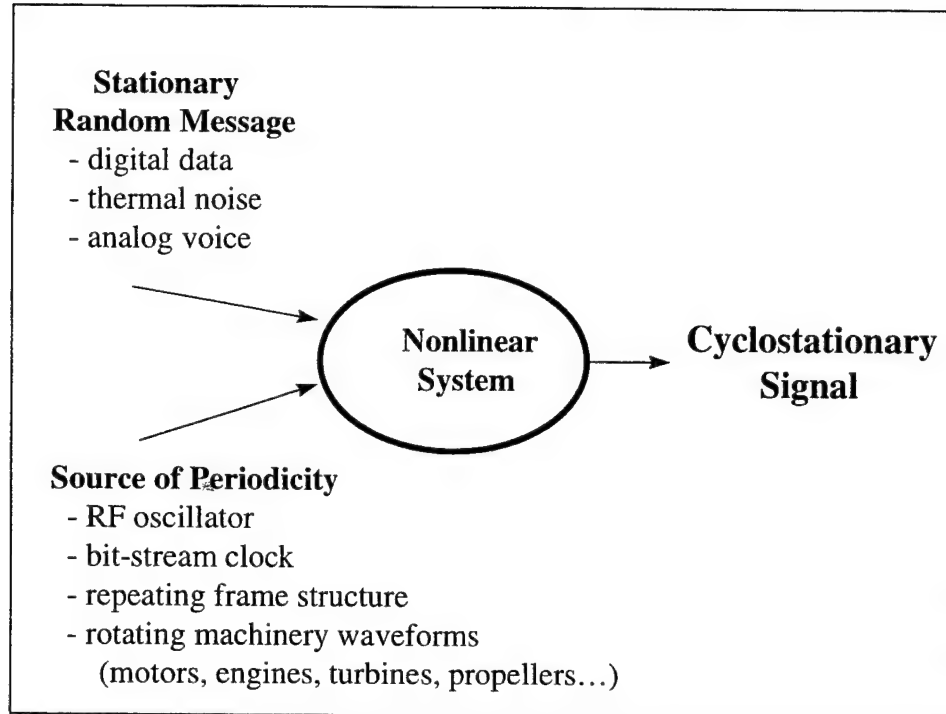 Stationary
Random Message
- digital data
- thermal noise
- analog voice
Nonlinear
System
Cyclostationary
Signal
Source of Periodicity
- RF oscillator
- bit-stream clock
- repeating frame structure
- rotating machinery waveforms
(motors, engines, turbines, propellers…)